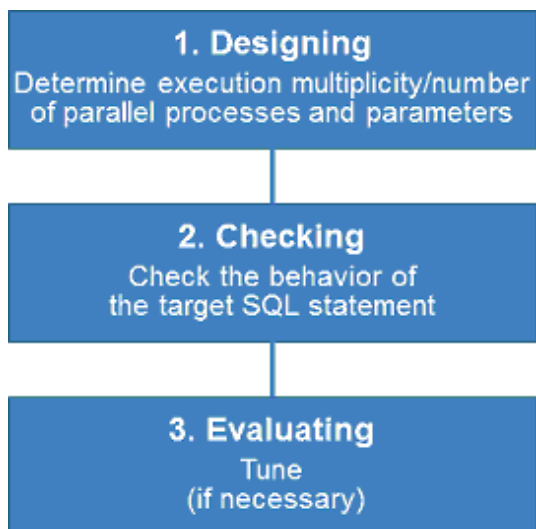 1. Designing
Determine execution multiplicity/number
of parallel processes and parameters
2. Checking
Check the behavior of
the target SQL statement
3. Evaluating
Tune
(if necessary)